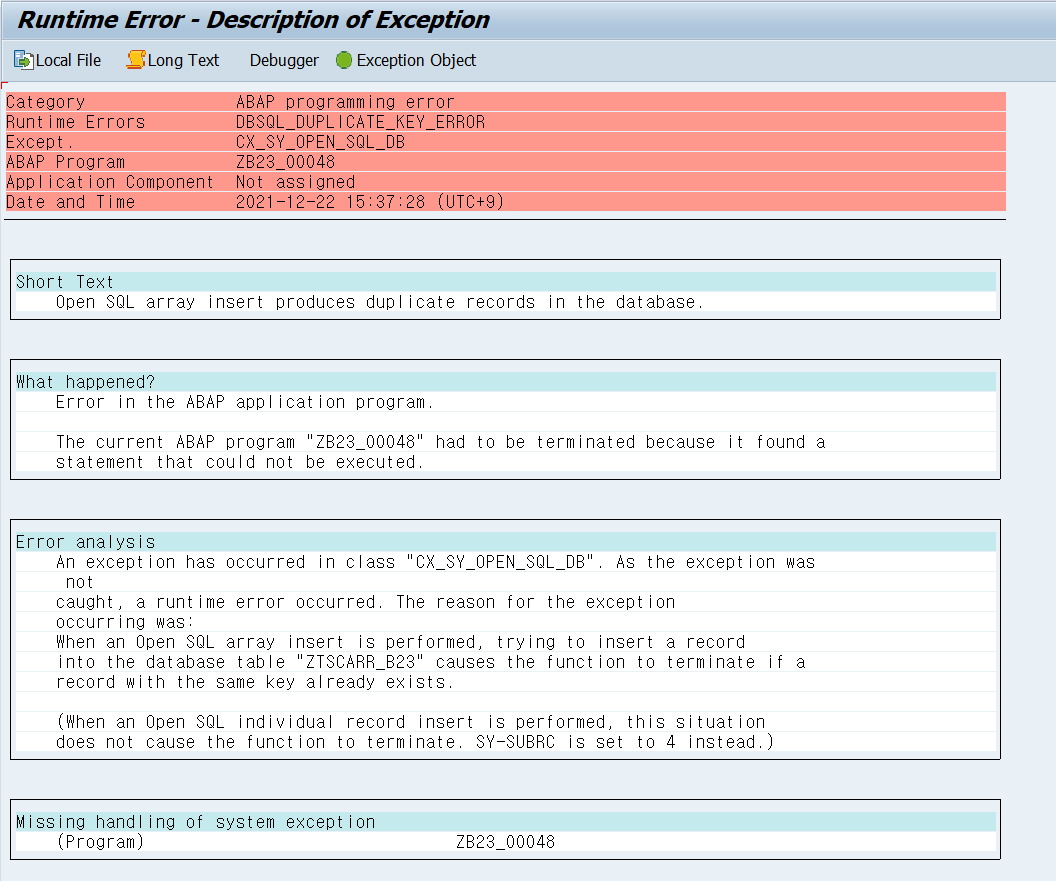 Runtime Error - Description of Exception
Local File Long Text Debugger Exception Object
Category ABAP programming error
Runtime Errors DBSQL_DUPLICATE_KEY_ERROR
Except. CX_SY_OPEN_SQL_DB
ABAP Program ZB23_00048
Application Component Not assigned
Date and Time 2021-12-22 15:37:28 (UTC+9)
Short Text
Open SQL array insert produces duplicate records in the database.
What happened?
Error in the ABAP application program.
The current ABAP program "ZB23_00048" had to be terminated because it found a
statement that could not be executed.
Error analysis
An exception has occurred in class "CX_SY_OPEN_SQL_DB". As the exception was
not
caught, a runtime error occurred. The reason for the exception
occurring was:
When an Open SQL array insert is performed, trying to insert a record
into the database table "ZTSCARR_B23" causes the function to terminate if a
record with the same key already exists.
(When an Open SQL individual record insert is performed, this situation
does not cause the function to terminate. SY-SUBRC is set to 4 instead.)
Missing handling of system exception
(Program) ZB23_00048